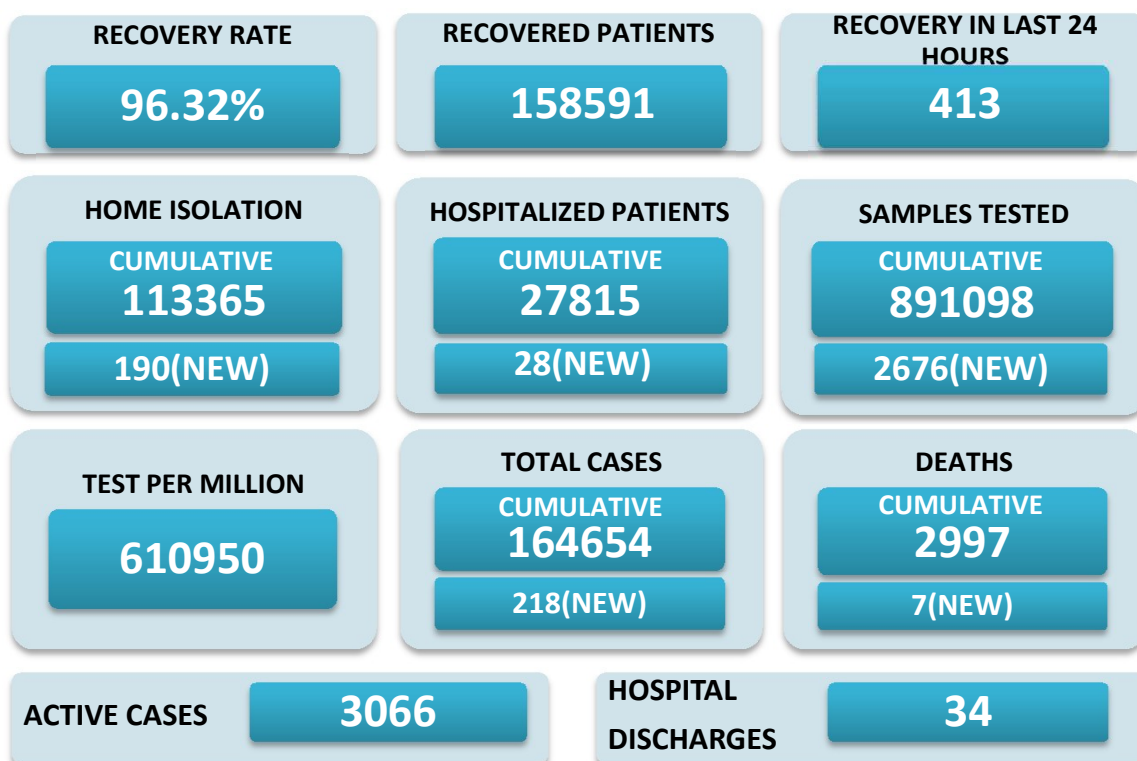 RECOVERY RATE
96.32%
RECOVERED PATIENTS
158591
RECOVERY IN LAST 24
HOURS
413
HOME ISOLATION
CUMULATIVE
113365
190(NEW)
HOSPITALIZED PATIENTS
CUMULATIVE
27815
28(NEW)
SAMPLES TESTED
CUMULATIVE
891098
2676(NEW)
TEST PER MILLION
610950
TOTAL CASES
CUMULATIVE
164654
218(NEW)
DEATHS
CUMULATIVE
2997
7(NEW)
ACTIVE CASES
3066
HOSPITAL
DISCHARGES
34